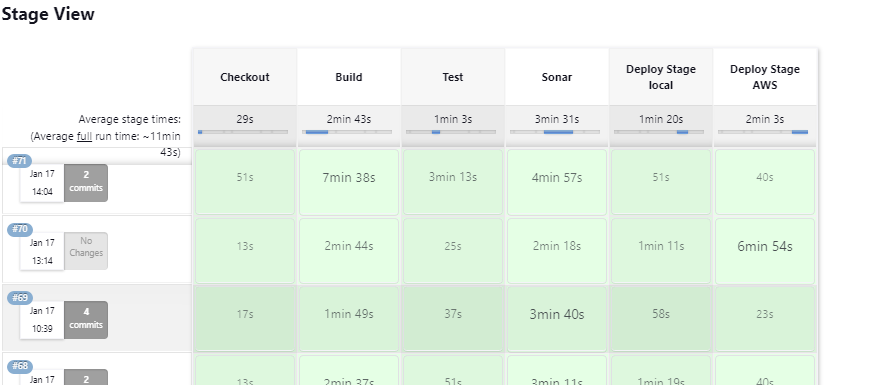 Stage View
Checkout
Build
Test
Sonar
Deploy Stage
local
Deploy Stage
AWS
Average stage times:
(Average full run time: ~11min
43s)
29s
2min 43s
1min 3s
3min 31s
1min 20s
2min 3s
#71
Jan 17
14:04
2
commits
51s
7min 38s
3min 13s
4min 57s
51s
40s
#70
Jan 17
13:14
No
Changes
13s
2min 44s
25s
2min 18s
1min 11s
6min 54s
#69
Jan 17
10:39
4
commits
17s
1min 49s
37s
3min 40s
58s
23s
#68
Jan 17
2
13s
2min 37s
51s
3min 11s
1min 19s
40s